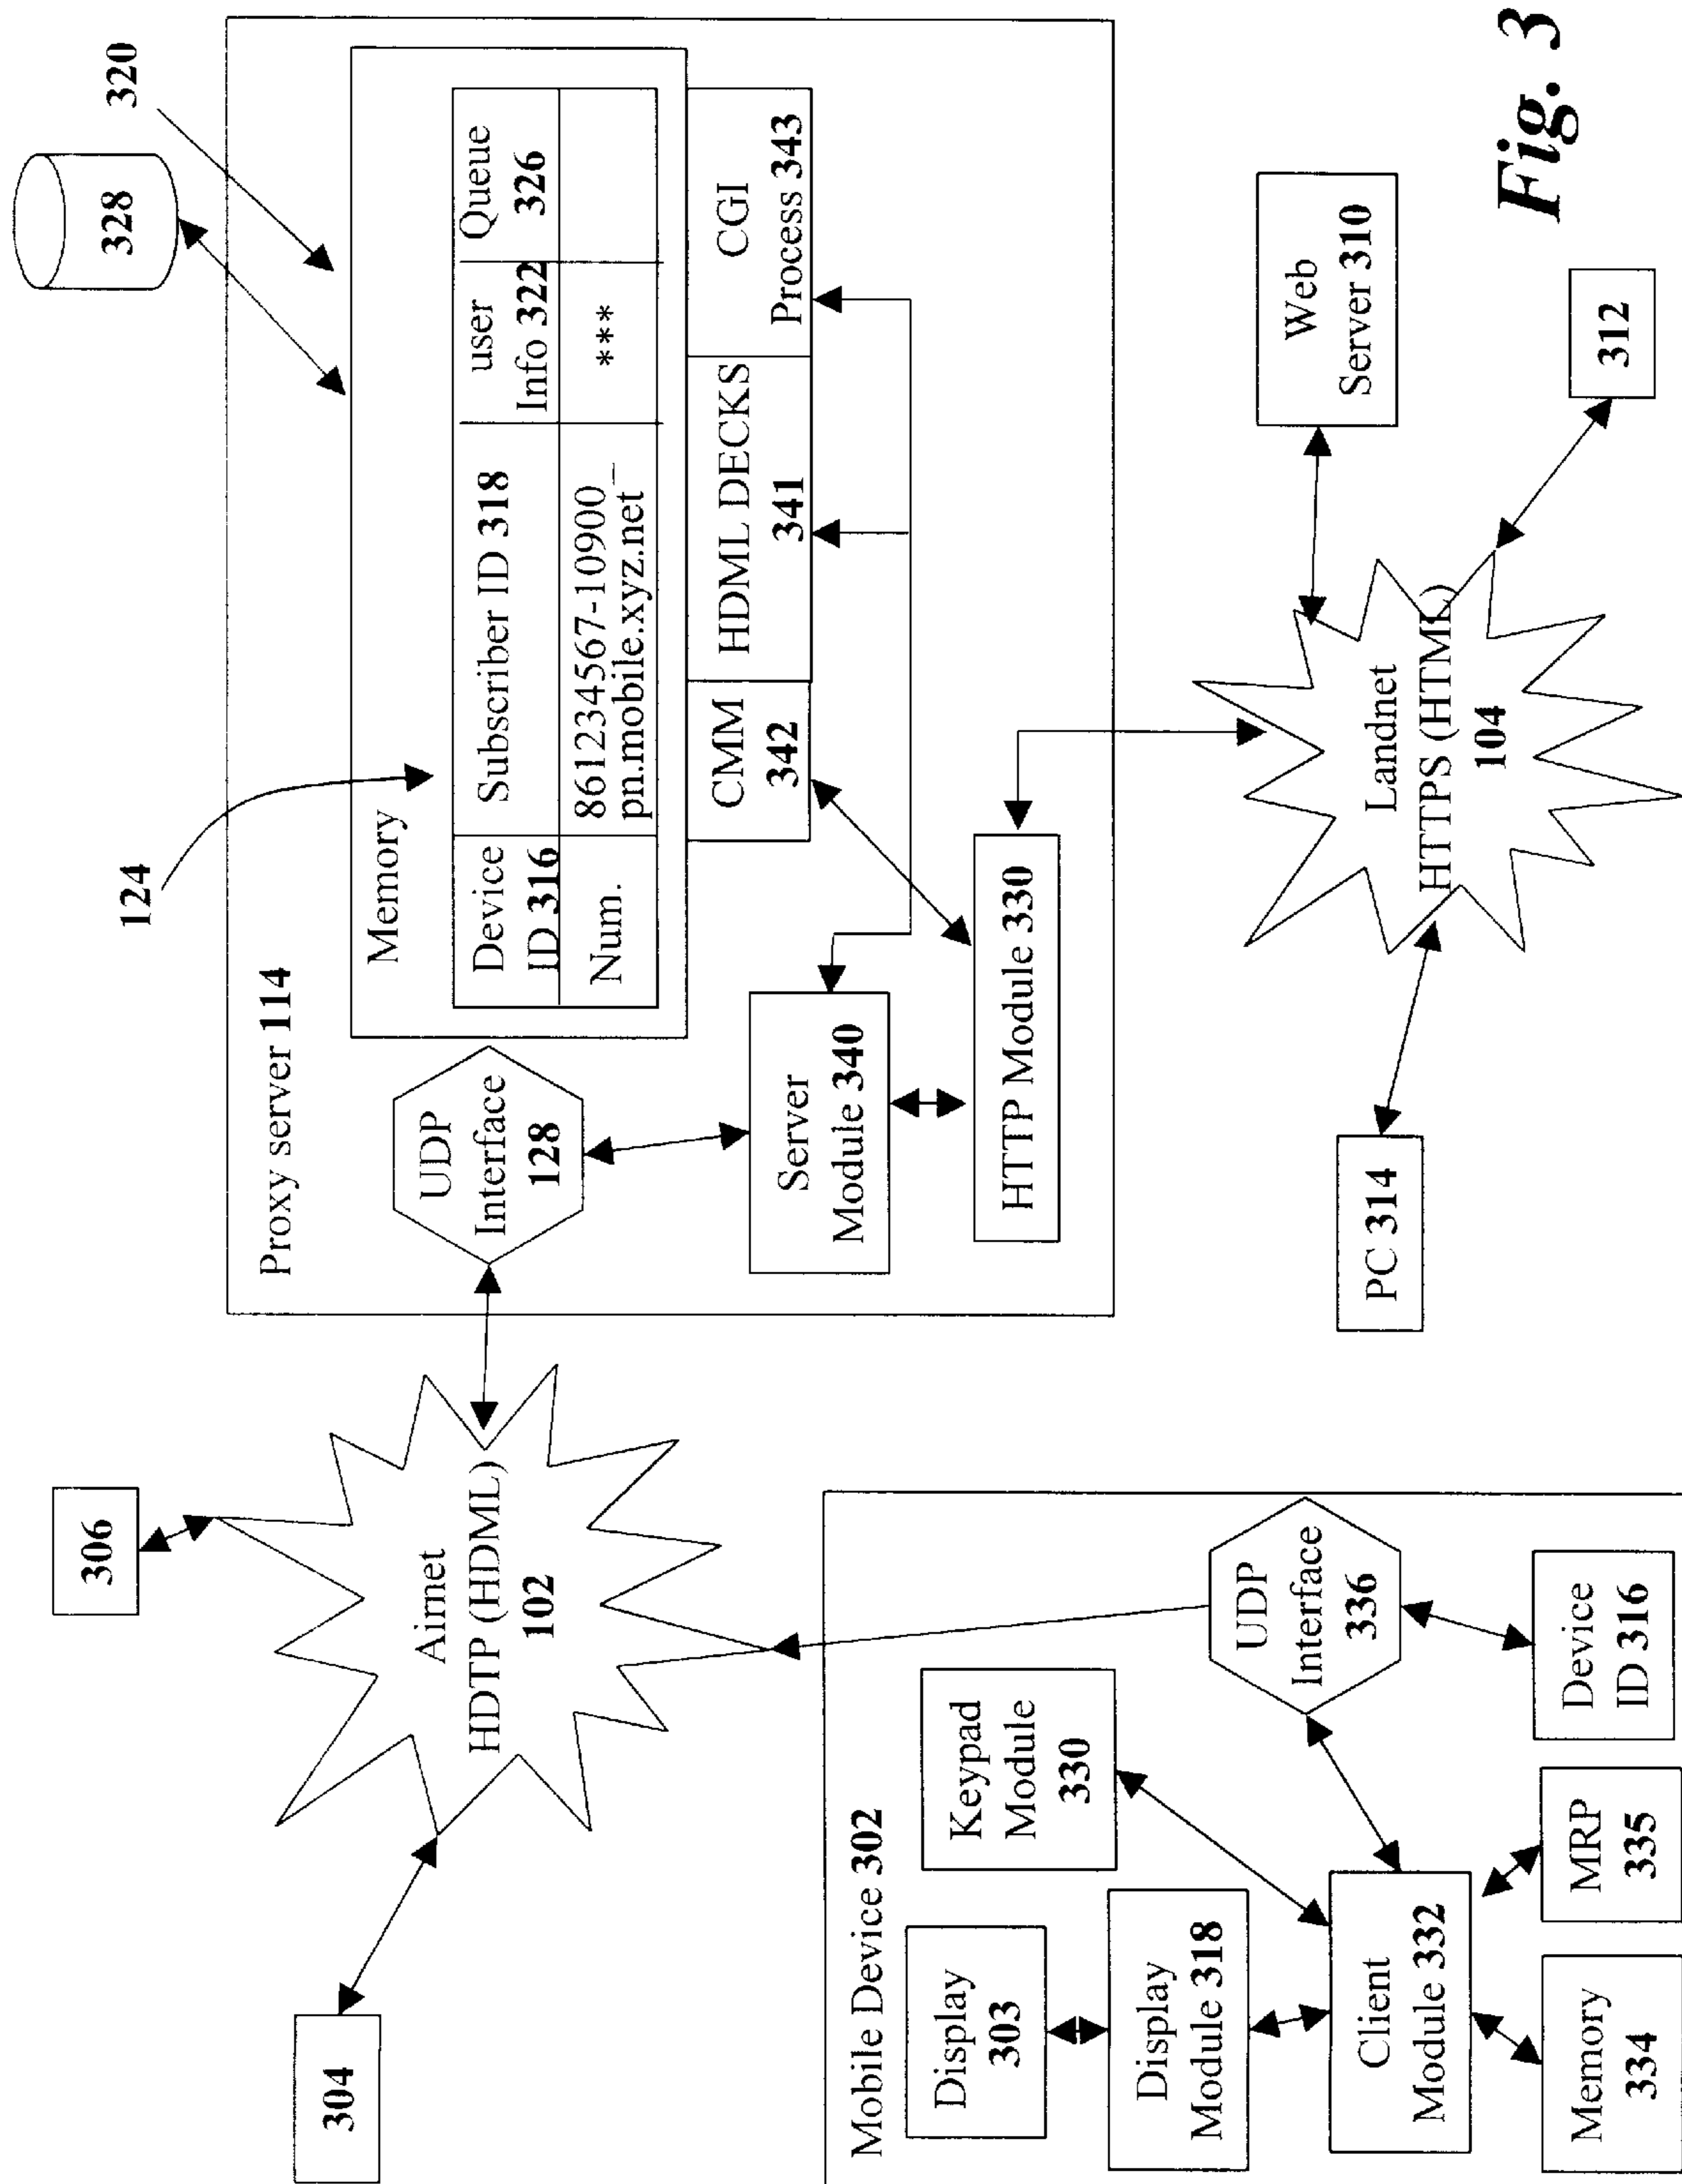 304
306
Airnet
HDTP (HDML)
102
328
320
124
Proxy server 114
Memory
Device
ID 316
Subscriber ID 318
user
Info 322
Queue
326
Num.
861234567-10900_
pn.mobile.xyz.net
***
CMM
342
HDML DECKS
341
CGI
Process 343
UDP
Interface
128
Server
Module 340
HTTP Module 330
Mobile Device 302
Display
303
Display
Module 318
Keypad
Module
330
Client
Module 332
UDP
Interface
336
Memory
334
MRP
335
Device
ID 316
PC 314
Landnet
HTTPS (HTML)
104
Web
Server 310
312
Fig. 3